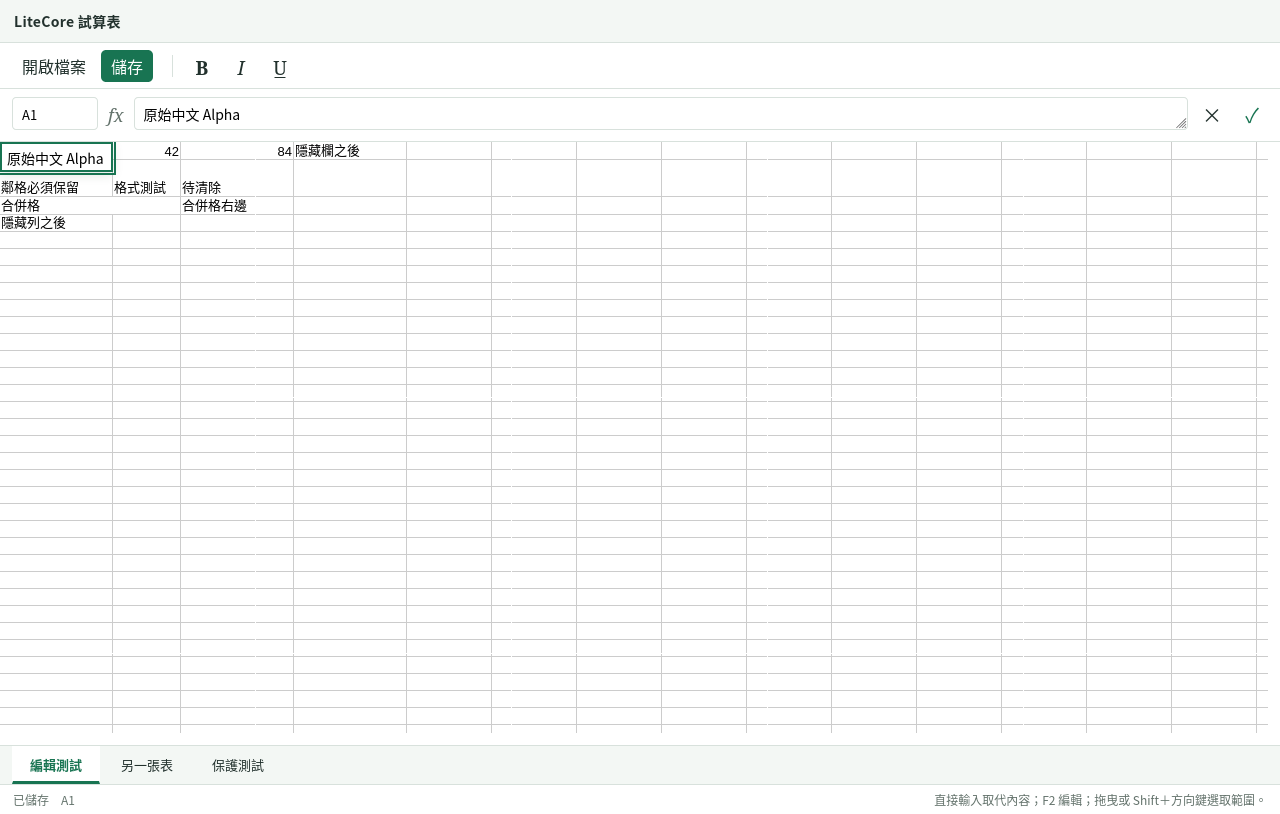 LiteCore 試算表
開啟檔案 儲存 B I U
A1 fx 原始中文 Alpha
原始中文 Alpha 42 84 隱藏欄之後
鄰格必須保留 格式測試 待清除
合併格 合併格右邊
隱藏列之後
編輯測試 另一張表 保護測試
已儲存 A1 直接輸入取代內容；F2 編輯；拖曳或 Shift＋方向鍵選取範圍。